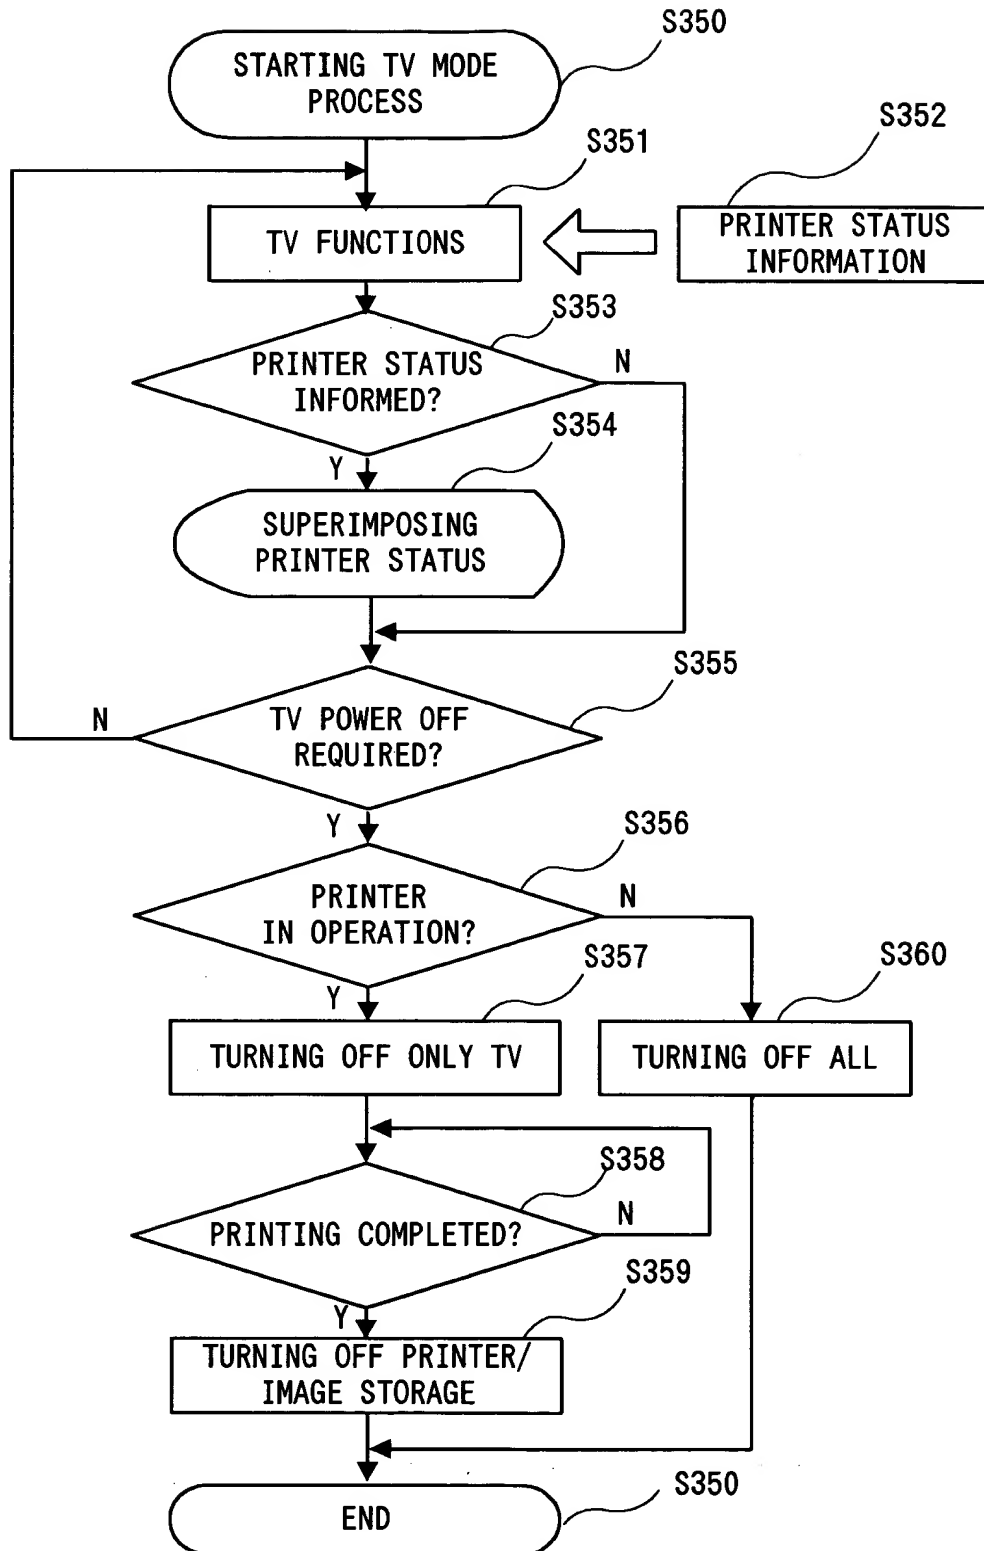 S350
STARTING TV MODE
PROCESS
S352
S351
PRINTER STATUS
INFORMATION
TV FUNCTIONS
S353
PRINTER STATUS
INFORMED?
N
S354
Y
SUPERIMPOSING
PRINTER STATUS
S355
N
TV POWER OFF
REQUIRED?
Y
S356
PRINTER
IN OPERATION?
N
S357
S360
Y
TURNING OFF ONLY TV
TURNING OFF ALL
S358
PRINTING COMPLETED?
N
S359
Y
TURNING OFF PRINTER/
IMAGE STORAGE
S350
END